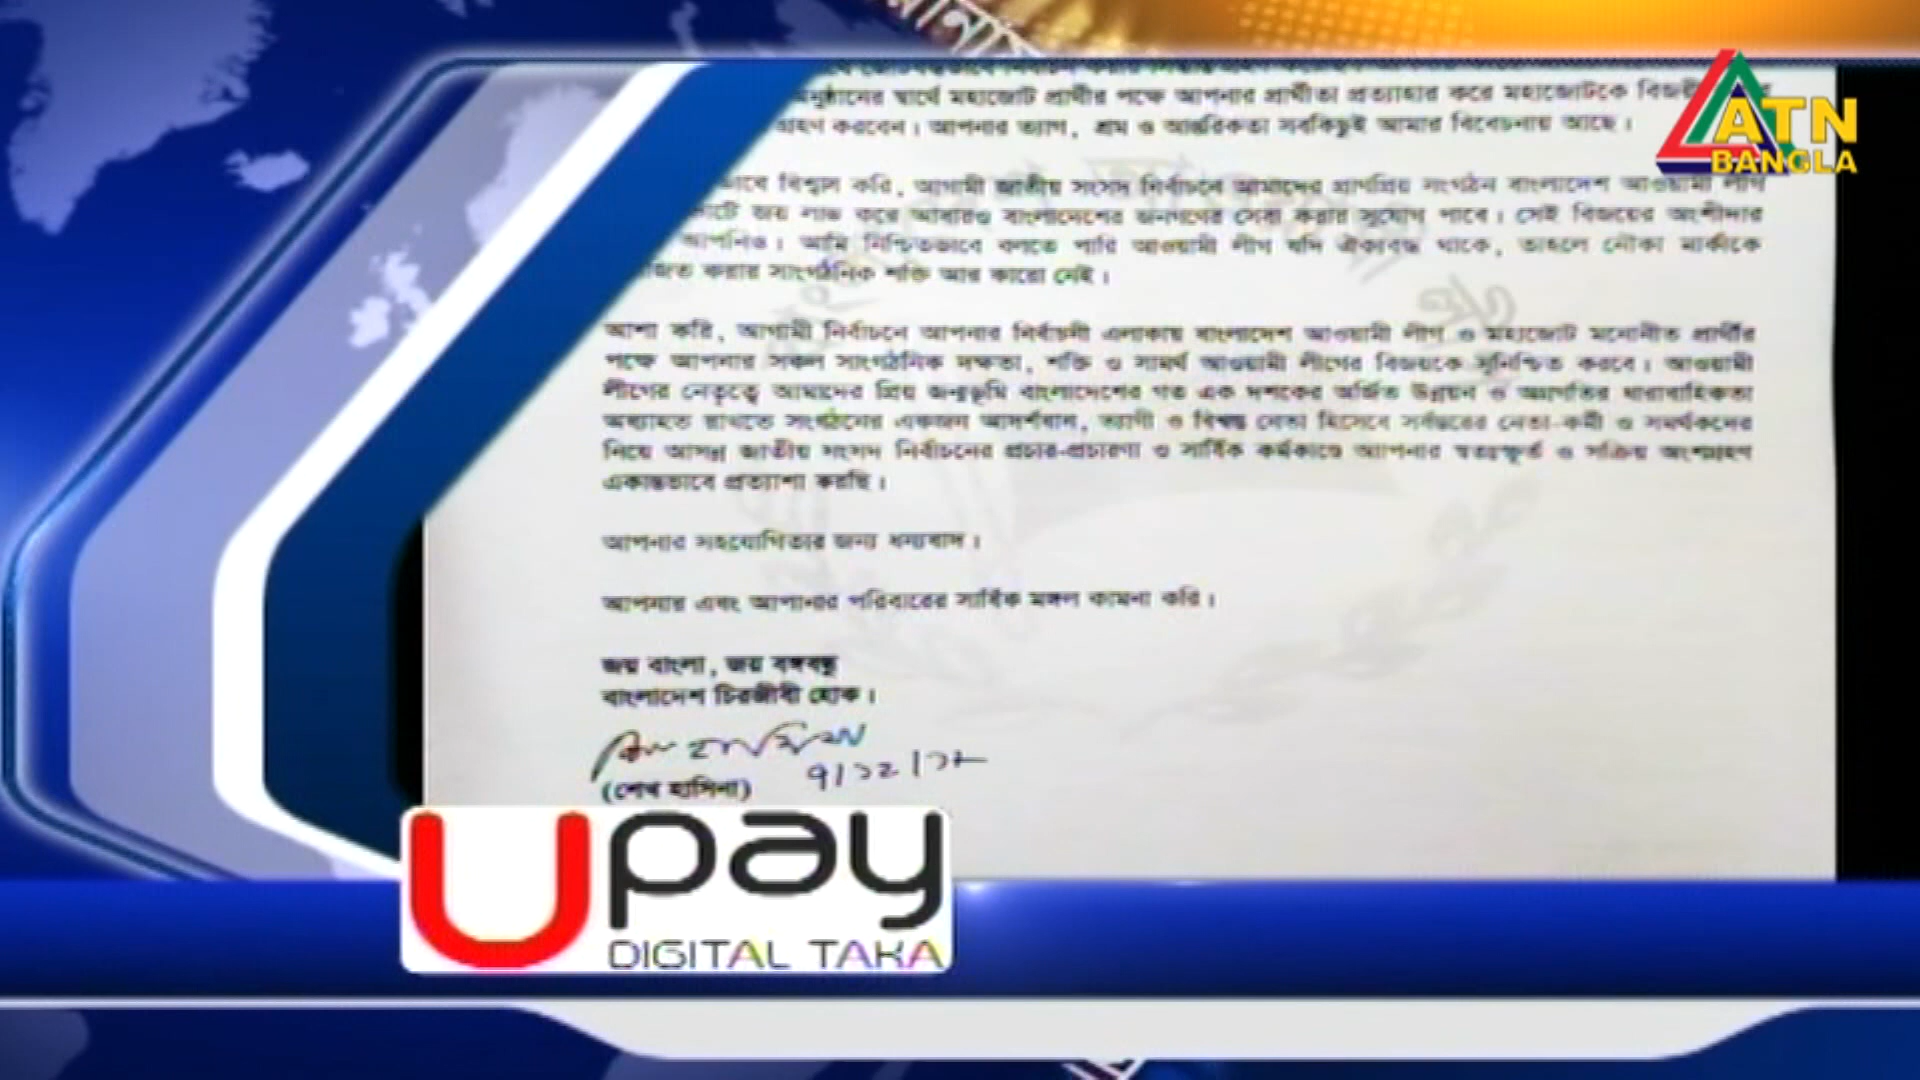 অনুষ্ঠানের স্বার্থে মহাজোট প্রার্থীর পক্ষে আপনার প্রার্থীতা প্রত্যাহার করে মহাজোটকে
গ্রহণ করবেন। আপনার ত্যাগ, শ্রম ও আন্তরিকতা সবকিছুই আমার বিবেচনায় আছে।
ATN
BANGLA
বিশ্বাস করি, আগামী জাতীয় সংসদ নির্বাচনে আমাদের প্রাণপ্রিয় সংগঠন বাংলাদেশ আওয়ামী লীগ
জয় লাভ করে আবারও বাংলাদেশের জনগণের সেবা করার সুযোগ পাবে। সেই বিজয়ের অংশীদার
আপনিও। আমি নিশ্চিতভাবে বলতে পারি আওয়ামী লীগ যদি ঐক্যবদ্ধ থাকে, তাহলে নৌকা মার্কাকে
করার সাংগঠনিক শক্তি আর কারো নেই।
আশা করি, আগামী নির্বাচনে আপনার নির্বাচনী এলাকায় বাংলাদেশ আওয়ামী লীগ ও মহাজোট মনোনীত প্রার্থীর
পক্ষে আপনার সকল সাংগঠনিক দক্ষতা, শক্তি ও সামর্থ আওয়ামী লীগের বিজয়কে সুনিশ্চিত করবে। আওয়ামী
লীগের নেতৃত্বে আমাদের প্রিয় জন্মভূমি বাংলাদেশের গত এক দশকের অর্জিত উন্নয়ন ও অগ্রগতির ধারাবাহিকতা
অব্যাহত রাখতে সংগঠনের একজন আদর্শবান, ত্যাগী ও বিশ্বস্ত নেতা হিসেবে সর্বস্তরের নেতা-কর্মী ও সমর্থকদের
নিয়ে আসন্ন জাতীয় সংসদ নির্বাচনের প্রচার-প্রচারণা ও সার্বিক কর্মকাণ্ডে আপনার স্বতঃস্ফূর্ত ও সক্রিয় অংশগ্রহণ
একান্তভাবে প্রত্যাশা করছি।
আপনার সহযোগিতার জন্য ধন্যবাদ।
আপনার এবং আপনার পরিবারের সার্বিক মঙ্গল কামনা করি।
জয় বাংলা, জয় বঙ্গবন্ধু
বাংলাদেশ চিরজীবী হোক।
৭/১২/১৮
(শেখ হাসিনা)
Upay
DIGITAL TAKA